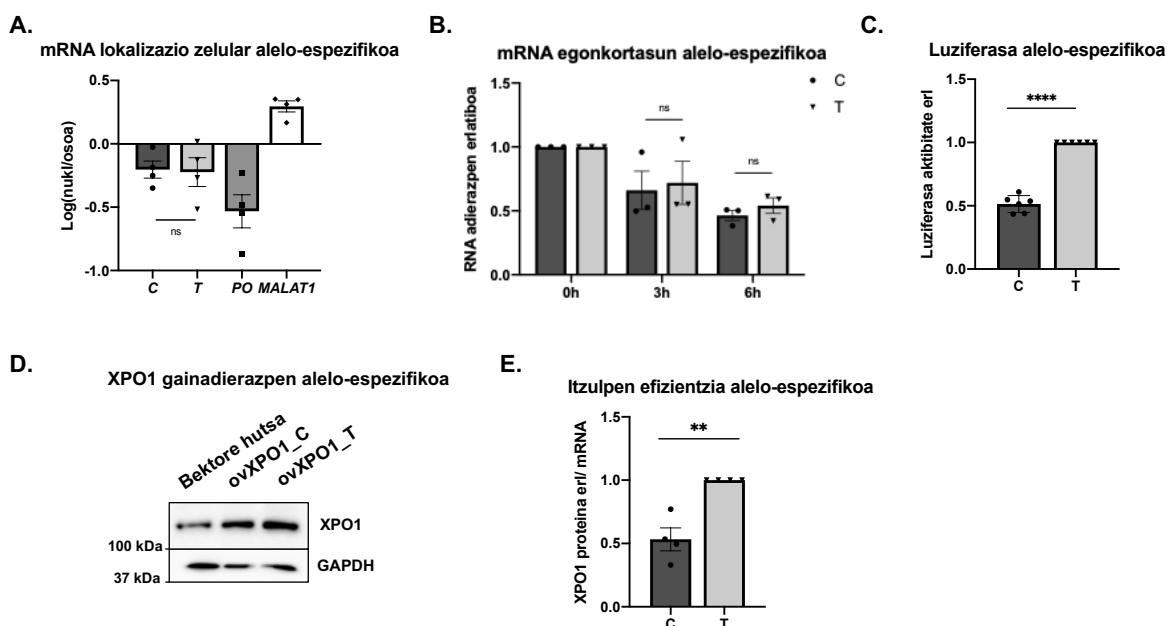 A.
mRNA lokalizazio zelular alelo-espezifikoa
Log(nukl/osoa)
0.5
0.0
-0.5
-1.0
ns
C T PO MALAT1
B.
mRNA egonkortasun alelo-espezifikoa
RNA adierazpen erlatiboa
1.5
1.0
0.5
0.0
C
T
ns
ns
0h 3h 6h
C.
Luziferasa alelo-espezifikoa
Luziferasa aktibitate erl
1.5
1.0
0.5
0.0
****
C T
D.
XPO1 gainadierazpen alelo-espezifikoa
Bektore hutsa
ovXPO1_C
ovXPO1_T
XPO1
100 kDa
GAPDH
37 kDa
E.
Itzulpen efizientzia alelo-espezifikoa
XPO1 proteina erl/ mRNA
1.5
1.0
0.5
0.0
**
C T